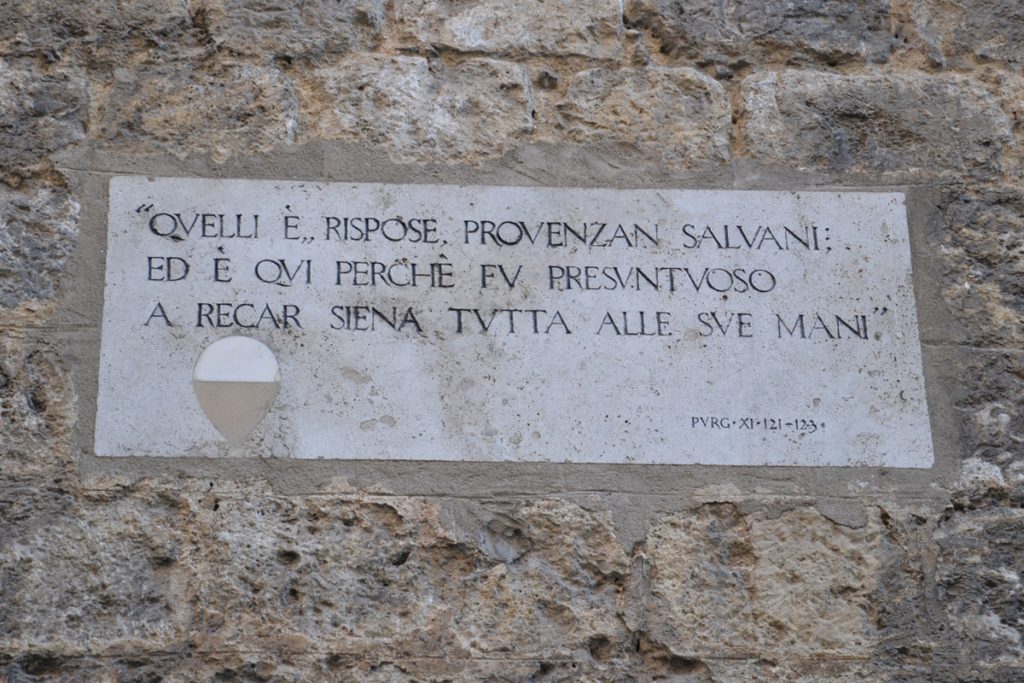 “QVELLI È„ RISPOSE, PROVENZAN SALVANI;
ED È QVI PERCHÈ FV PRESVNTVOSO
A RECAR SIENA TVTTA ALLE SVE MANI”
PVRG·XI·121-123·